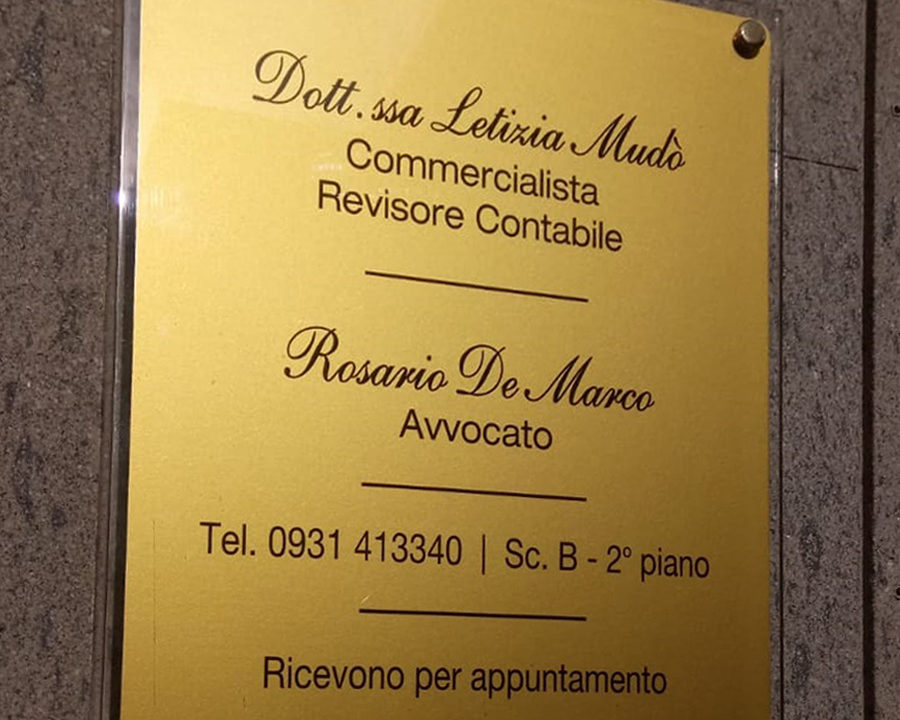 Dott.ssa Letizia Mudò
Commercialista
Revisore Contabile
Rosario De Marco
Avvocato
Tel. 0931 413340 | Sc. B - 2° piano
Ricevono per appuntamento